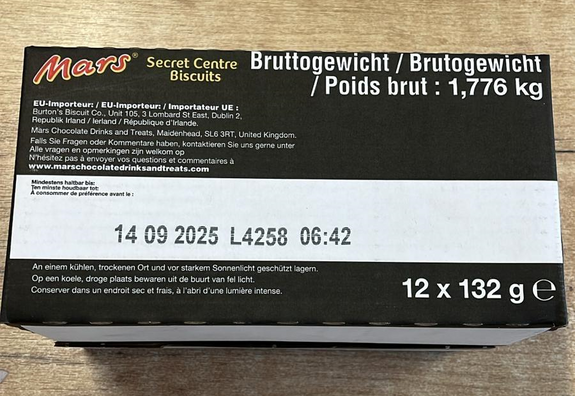 Mars® Secret Centre Biscuits
Bruttogewicht / Brutogewicht
/ Poids brut : 1,776 kg
EU-Importeur: / EU-Importeur: / Importateur UE :
Burton's Biscuit Co., Unit 105, 3 Lombard St East, Dublin 2,
Republik Irland / Ierland / République d'Irlande.
Mars Chocolate Drinks and Treats, Maidenhead, SL6 3RT, United Kingdom.
Falls Sie Fragen oder Kommentare haben, kontaktieren Sie uns gerne unter
Alle vragen en opmerkingen zijn welkom op
N'hésitez pas à envoyer vos questions et commentaires à
www.marschocolatedrinksandtreats.com
Mindestens haltbar bis:
Ten minste houdbaar tot:
À consommer de préférence avant le :
14 09 2025 L4258 06:42
An einem kühlen, trockenen Ort und vor starkem Sonnenlicht geschützt lagern.
Op een koele, droge plaats bewaren uit de buurt van fel licht.
Conserver dans un endroit sec et frais, à l'abri d'une lumière intense.
12 x 132 g ℮